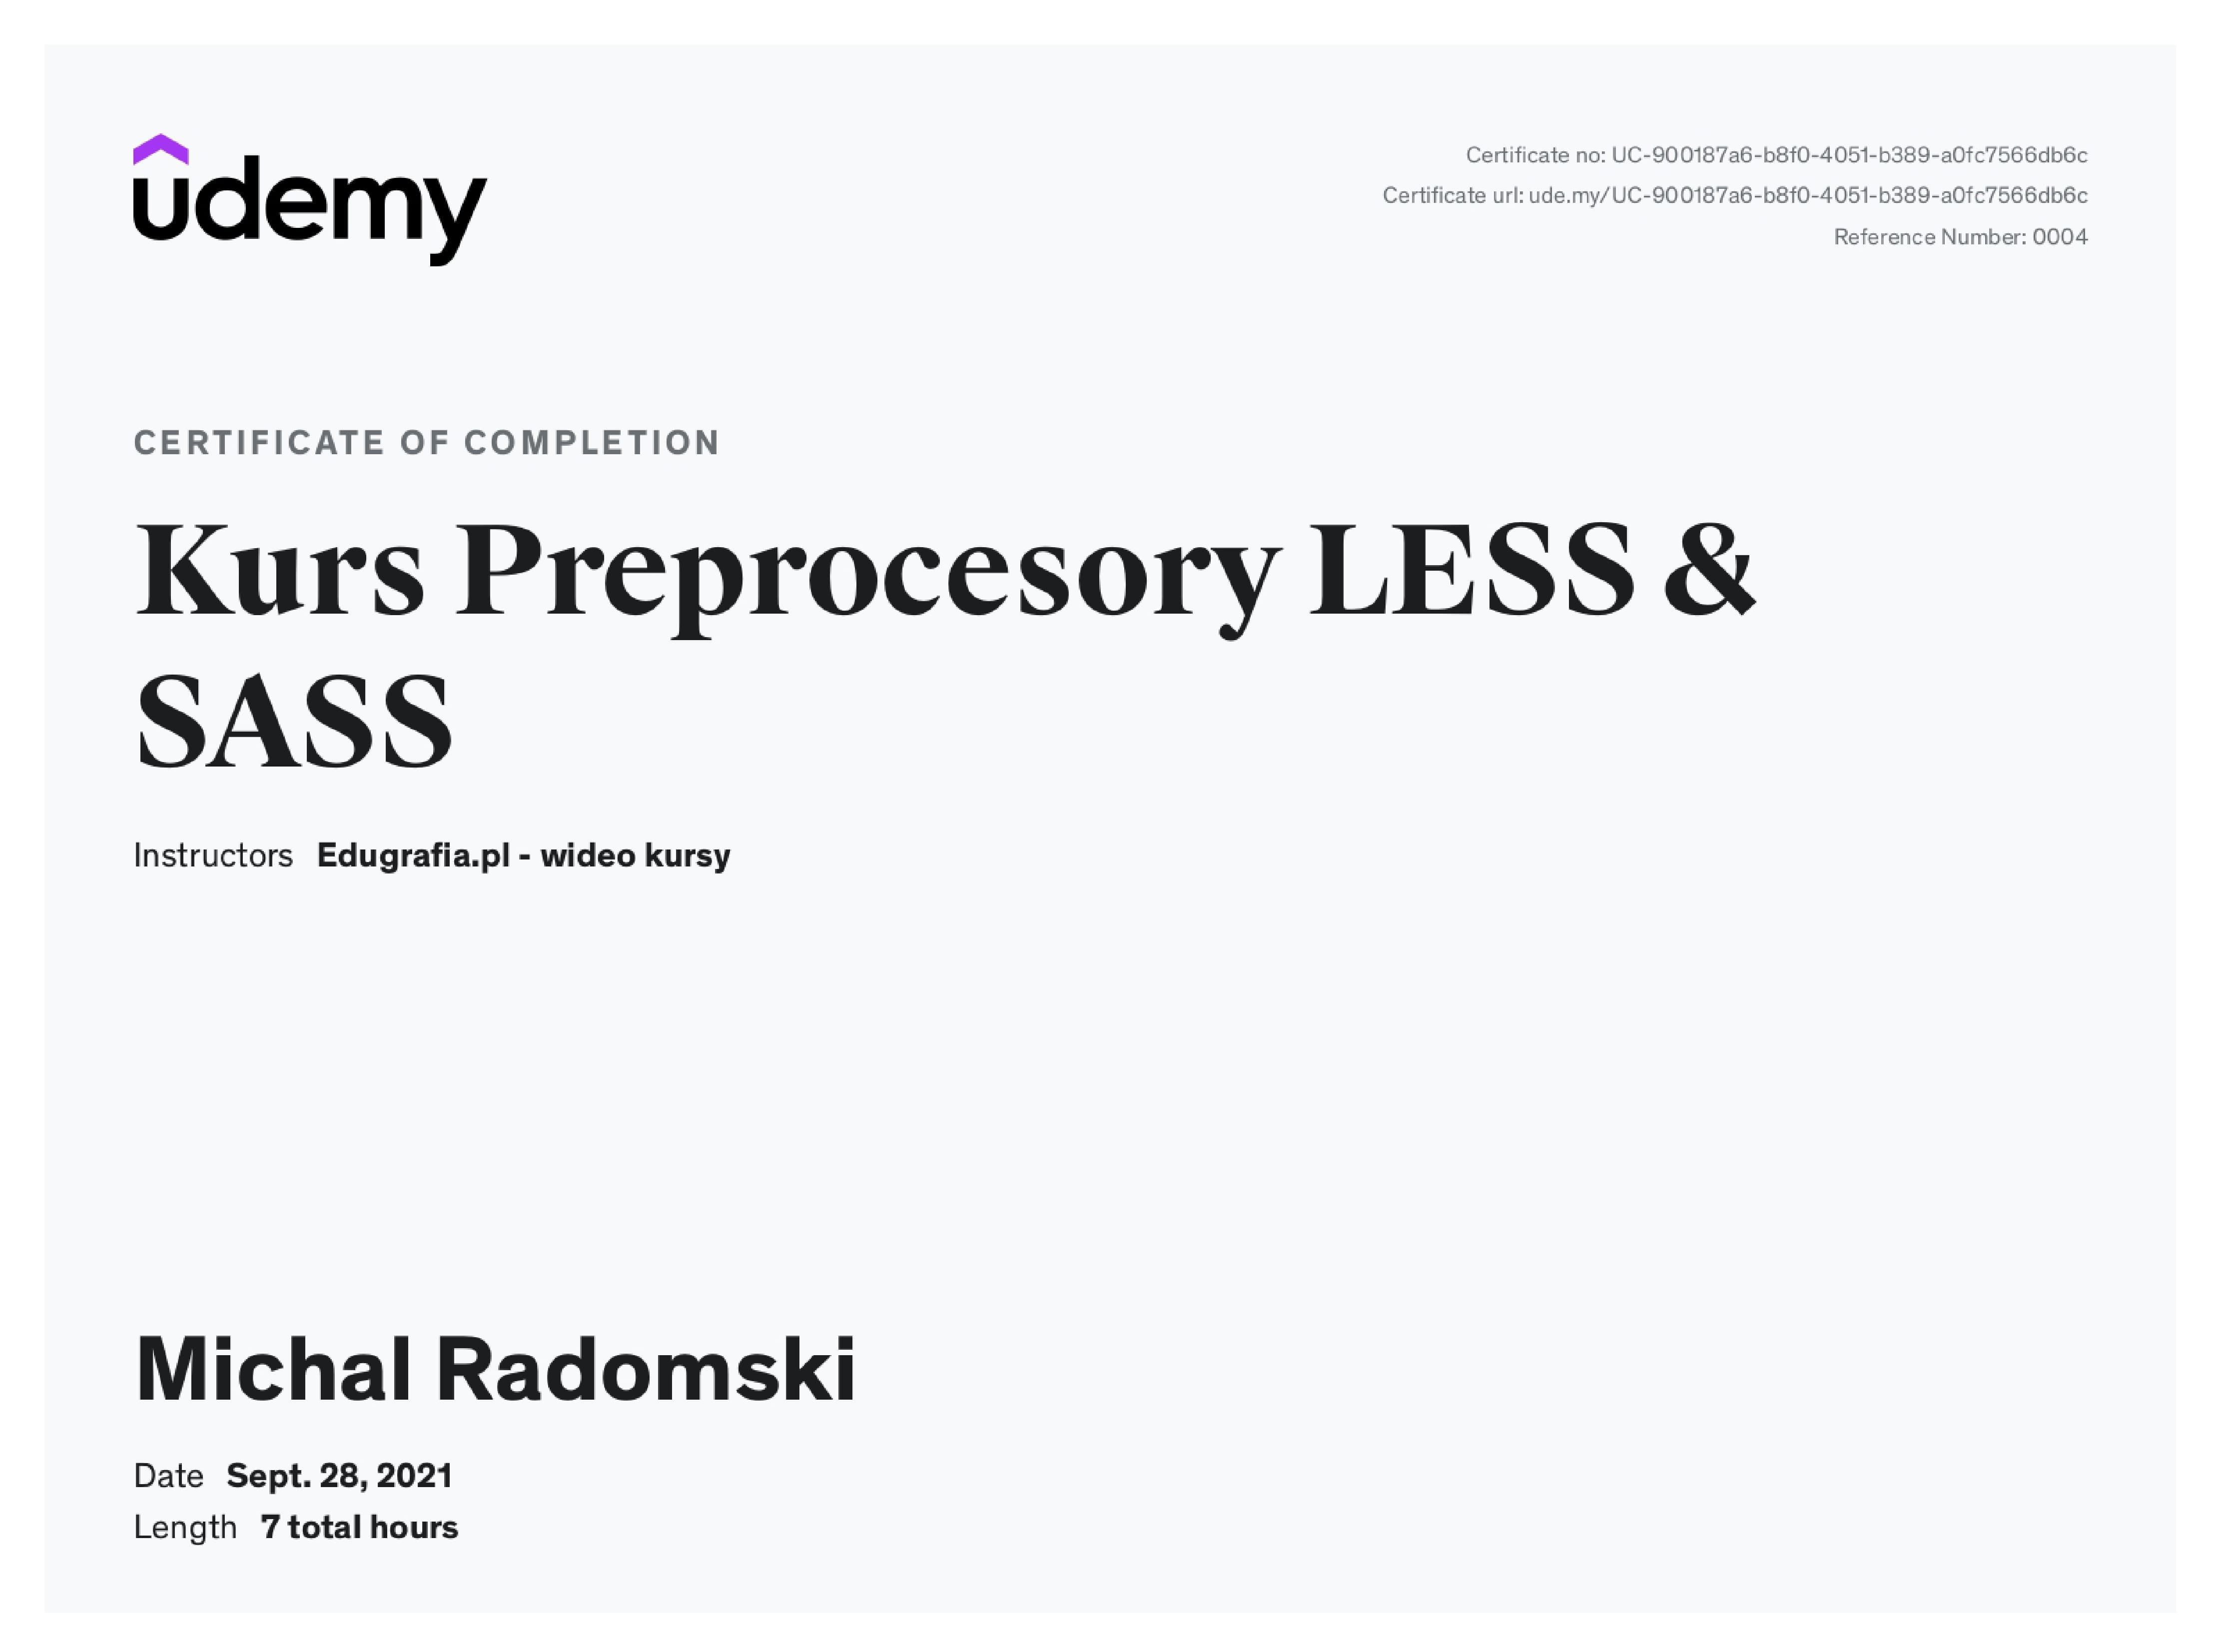 udemy
Certificate no: UC-900187a6-b8f0-4051-b389-a0fc7566db6c
Certificate url: ude.my/UC-900187a6-b8f0-4051-b389-a0fc7566db6c
Reference Number: 0004
CERTIFICATE OF COMPLETION
Kurs Preprocesory LESS &
SASS
Instructors Edugrafia.pl - wideo kursy
Michal Radomski
Date Sept. 28, 2021
Length 7 total hours